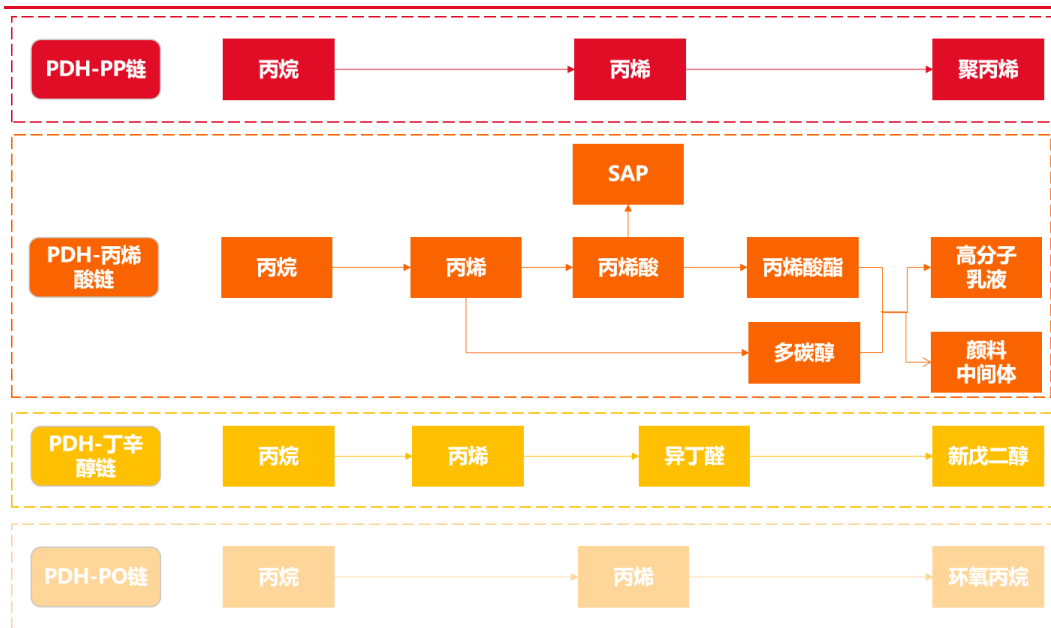 PDH-PP链
丙烷
丙烯
聚丙烯
SAP
PDH-丙烯
酸链
丙烷
丙烯
丙烯酸
丙烯酸酯
高分子
乳液
多碳醇
颜料
中间体
PDH-丁辛
醇链
丙烷
丙烯
异丁醛
新戊二醇
PDH-PO链
丙烷
丙烯
环氧丙烷